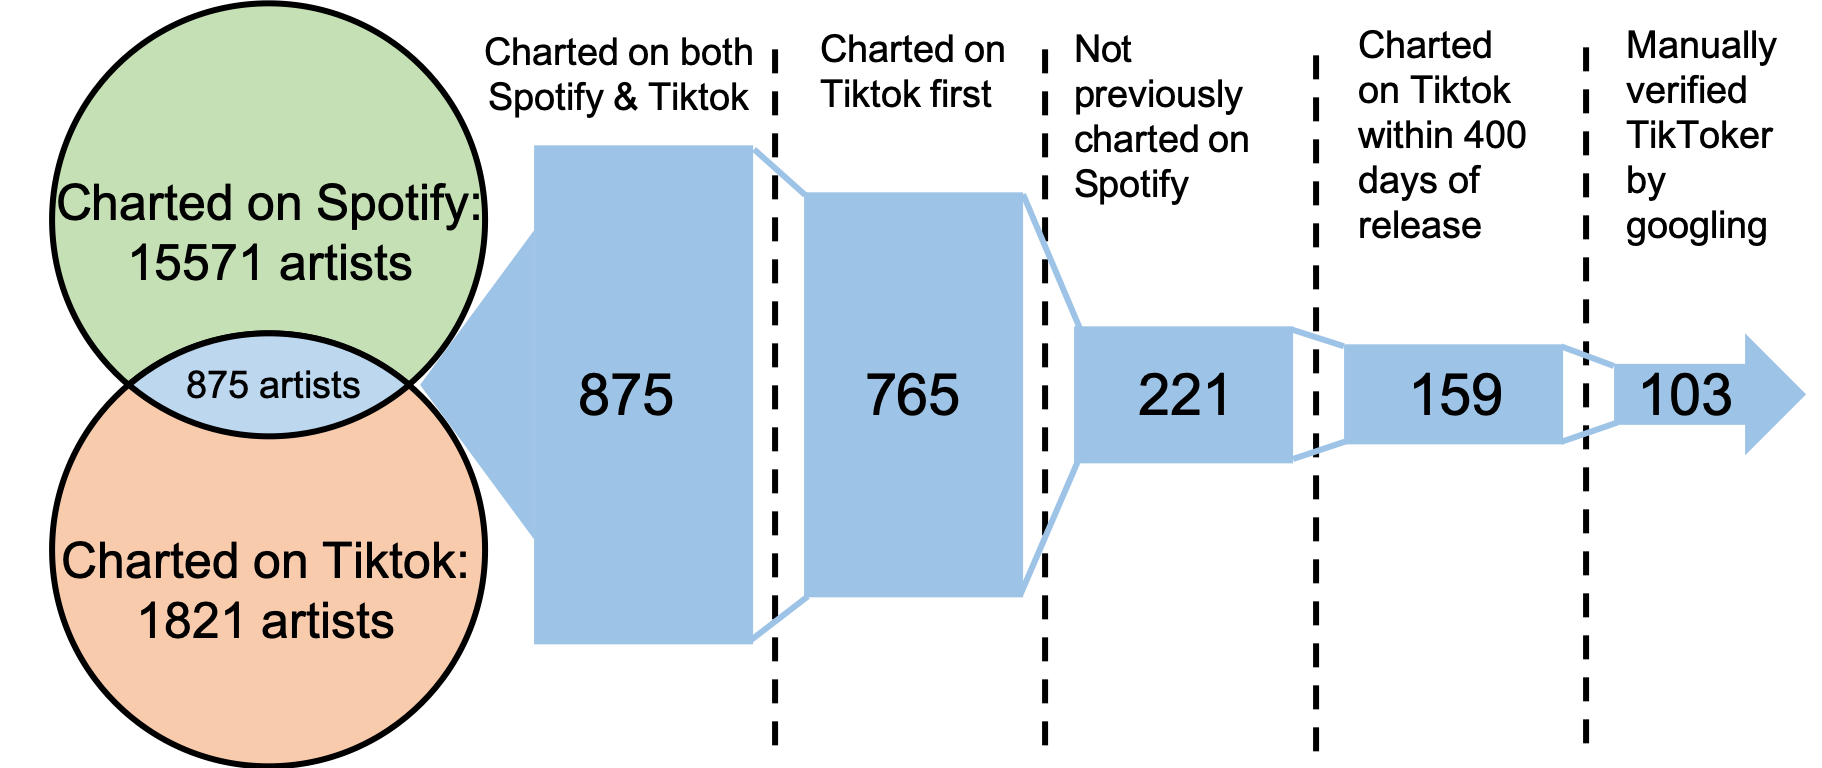 Charted on Spotify:
15571 artists
875 artists
Charted on Tiktok:
1821 artists
Charted on both
Spotify & Tiktok
875
Charted on
Tiktok first
765
Not
previously
charted on
Spotify
221
Charted
on Tiktok
within 400
days of
release
159
Manually
verified
TikToker
by
googling
103